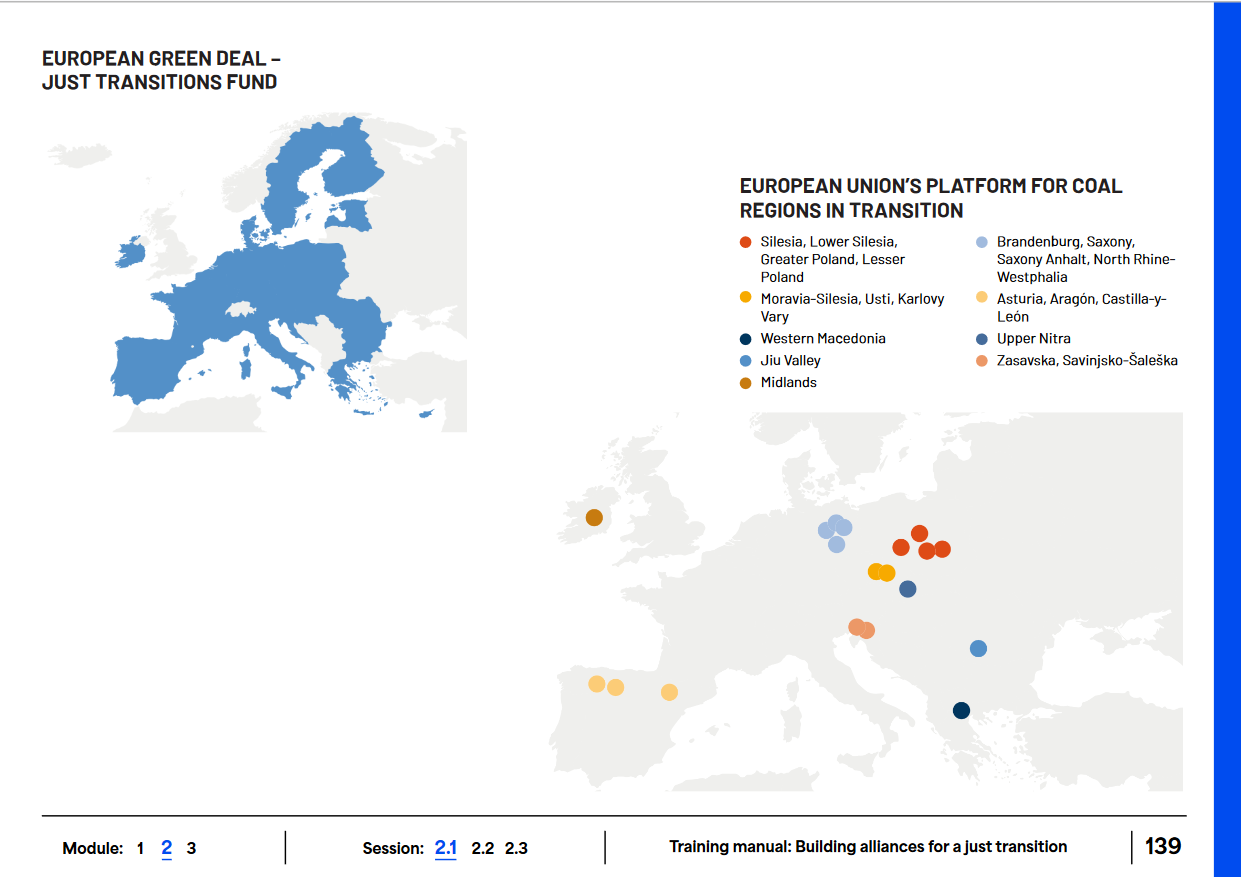 EUROPEAN GREEN DEAL –
JUST TRANSITIONS FUND
EUROPEAN UNION’S PLATFORM FOR COAL
REGIONS IN TRANSITION
Silesia, Lower Silesia,
Greater Poland, Lesser
Poland
Moravia-Silesia, Usti, Karlovy
Vary
Western Macedonia
Jiu Valley
Midlands
Brandenburg, Saxony,
Saxony Anhalt, North Rhine-
Westphalia
Asturia, Aragón, Castilla-y-
León
Upper Nitra
Zasavska, Savinjsko-Šaleška
Module: 1 2 3
Session: 2.1 2.2 2.3
Training manual: Building alliances for a just transition
139